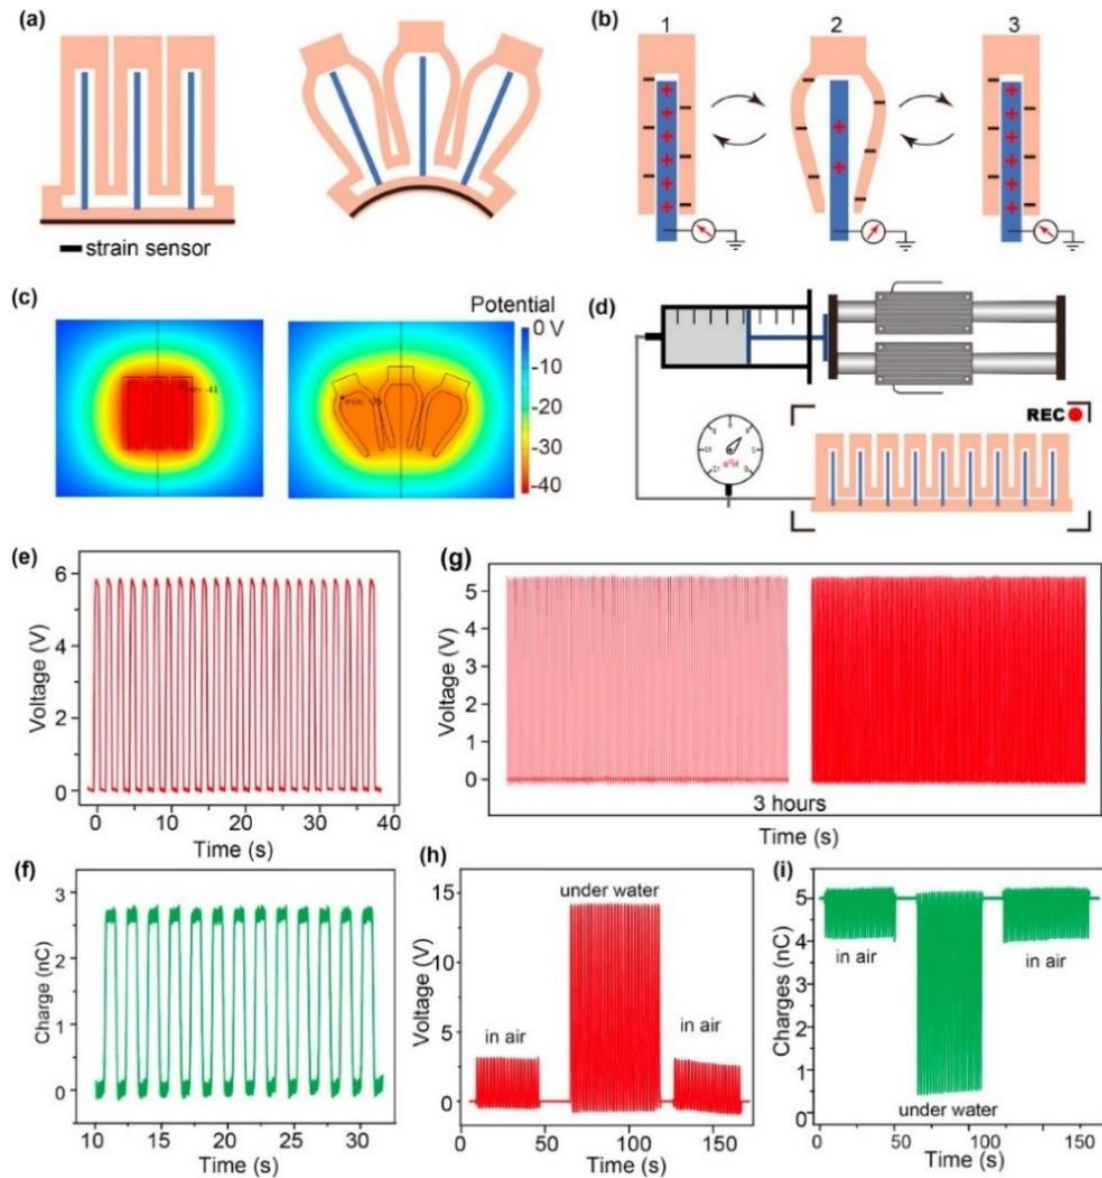 (a)
strain sensor
(b)
1 2 3
(c)
Potential
0 V
-10
-20
-30
-40
(d)
REC
kPa
(e)
Voltage (V)
6
4
2
0
0 10 20 30 40
Time (s)
(g)
Voltage (V)
5
4
3
2
1
0
3 hours
Time (s)
(f)
Charge (nC)
3
2
1
0
10 15 20 25 30
Time (s)
(h)
under water
Voltage (V)
15
10
5
0
in air
in air
0 50 100 150
Time (s)
(i)
Charges (nC)
5
5
4
3
2
1
0
in air
in air
under water
0 50 100 150
Time (s)